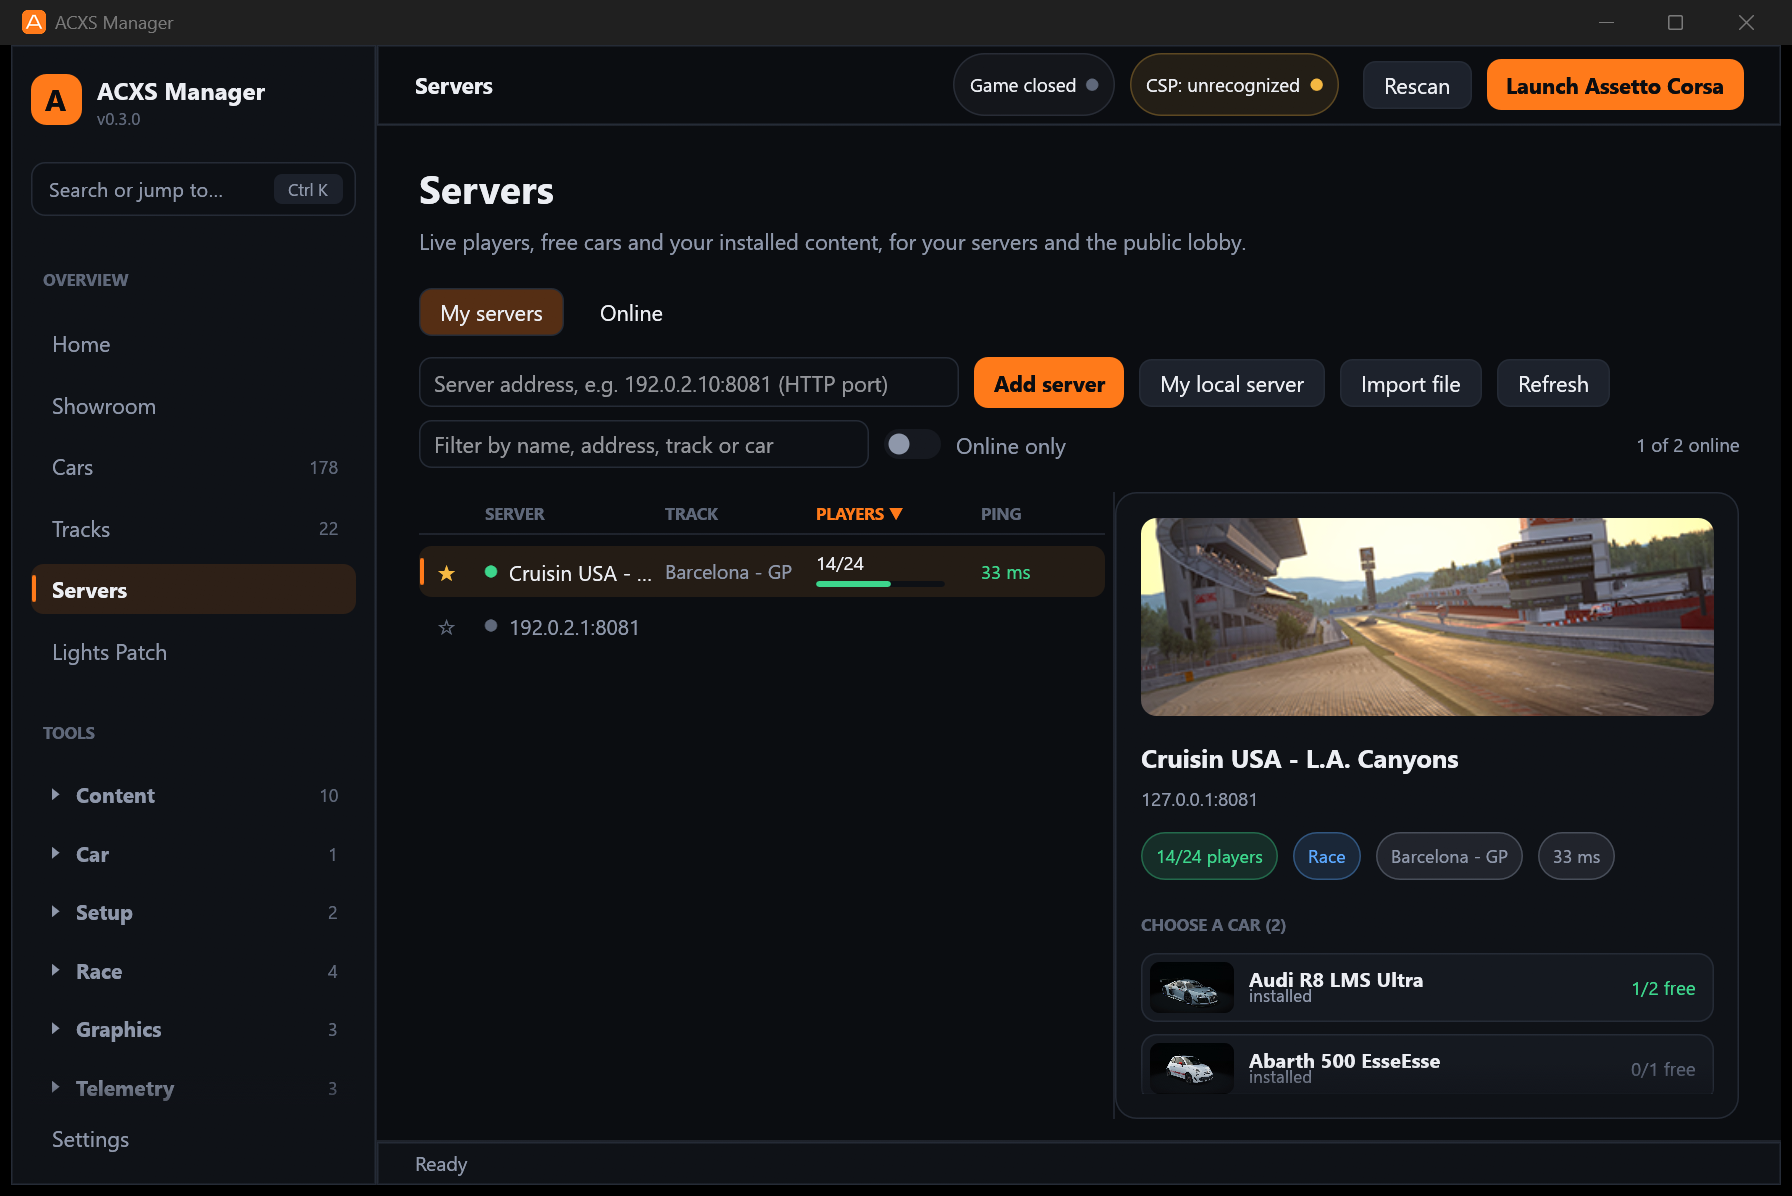 ACXS Manager
A
ACXS Manager
v0.3.0
Search or jump to...
Ctrl K
OVERVIEW
Home
Showroom
Cars 178
Tracks 22
Servers
Lights Patch
TOOLS
Content 10
Car 1
Setup 2
Race 4
Graphics 3
Telemetry 3
Settings
Servers
Game closed
CSP: unrecognized
Rescan
Launch Assetto Corsa
Servers
Live players, free cars and your installed content, for your servers and the public lobby.
My servers
Online
Server address, e.g. 192.0.2.10:8081 (HTTP port)
Add server
My local server
Import file
Refresh
Filter by name, address, track or car
Online only
1 of 2 online
SERVER TRACK PLAYERS ▼ PING
★ Cruisin USA - ... Barcelona - GP 14/24 33 ms
☆ 192.0.2.1:8081
Cruisin USA - L.A. Canyons
127.0.0.1:8081
14/24 players
Race
Barcelona - GP
33 ms
CHOOSE A CAR (2)
Audi R8 LMS Ultra
installed
1/2 free
Abarth 500 EsseEsse
installed
0/1 free
Ready